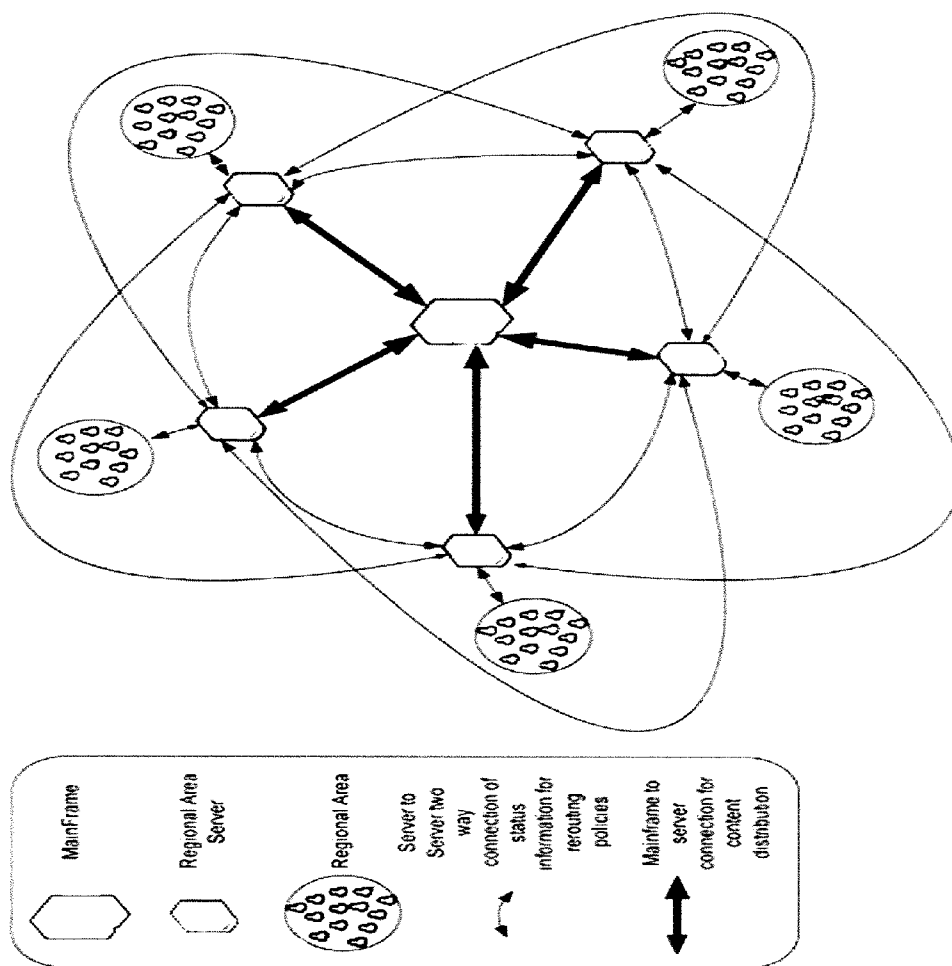 MainFrame
Regional Area
Server
Regional Area
Server to
Server two
way
connection of
status
information for
rerouting
policies
Mainframe to
server
connection for
content
distribution